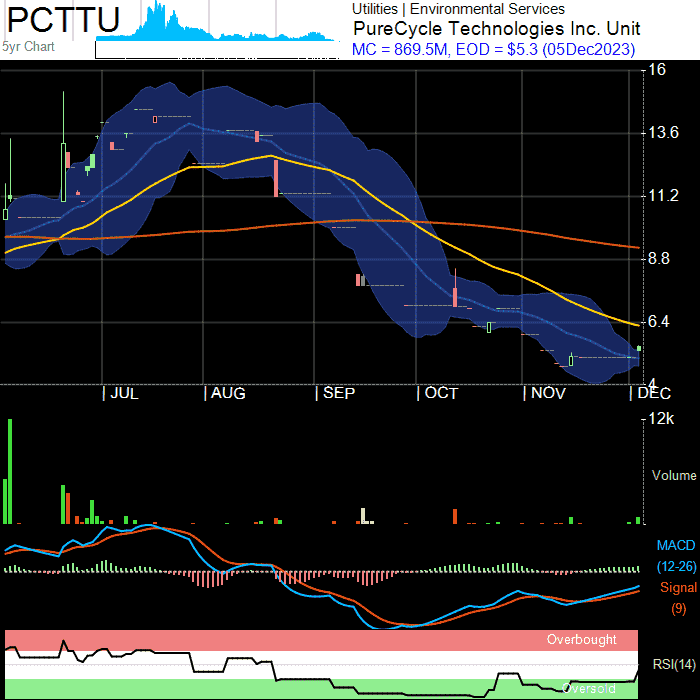 PCTTU
5yr Chart
Utilities | Environmental Services
PureCycle Technologies Inc. Unit
MC = 869.5M, EOD = $5.3 (05Dec2023)
16
13.6
11.2
8.8
6.4
4
JUL
AUG
SEP
OCT
NOV
DEC
12k
Volume
MACD
(12-26)
Signal
(9)
Overbought
RSI(14)
Oversold